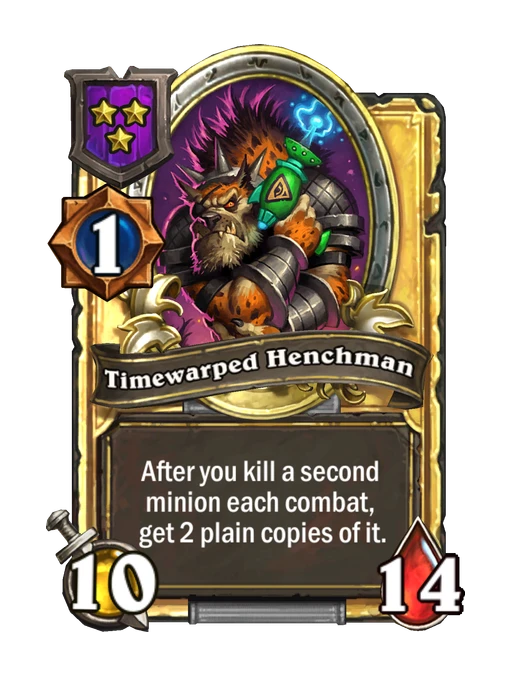 1
Timewarped Henchman
After you kill a second
minion each combat,
get 2 plain copies of it.
10
14